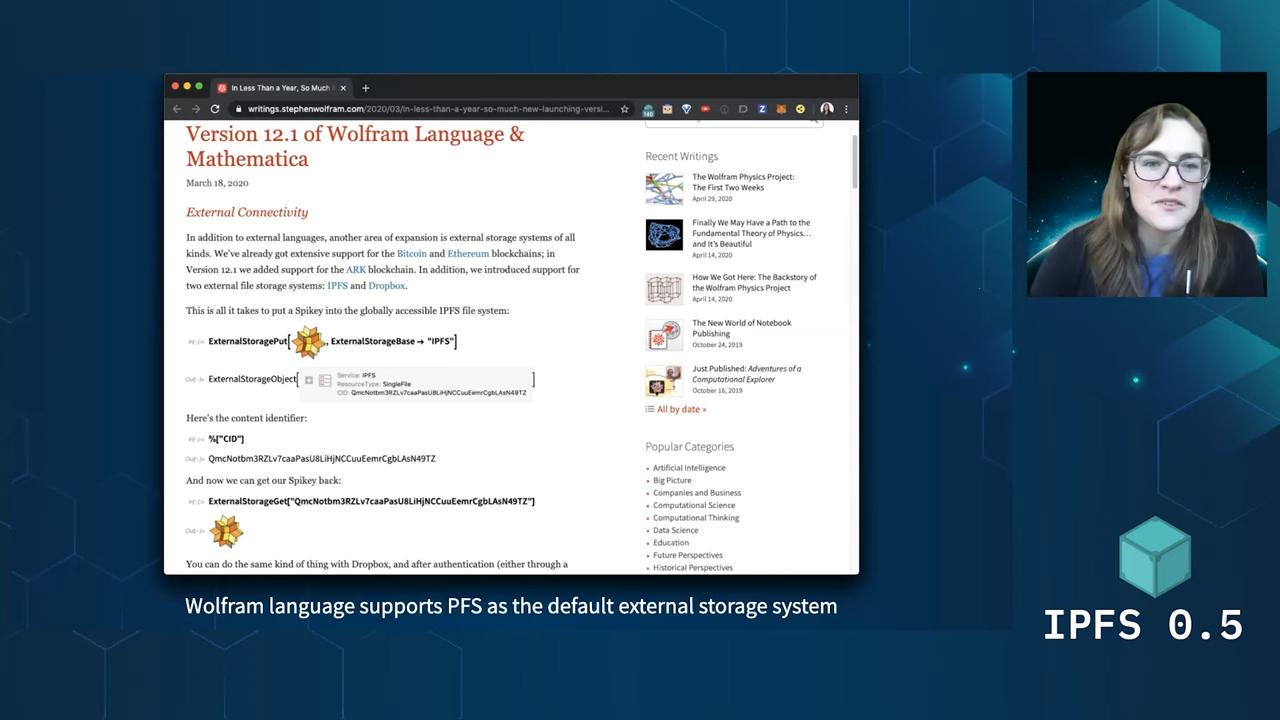 In Less Than a Year, So Much
writings.stephenwolfram.com/2020/03/in-less-than-a-year-so-much-new-launching-versi...
140
Version 12.1 of Wolfram Language &
Mathematica
March 18, 2020
External Connectivity
In addition to external languages, another area of expansion is external storage systems of all
kinds. We've already got extensive support for the Bitcoin and Ethereum blockchains; in
Version 12.1 we added support for the ARK blockchain. In addition, we introduced support for
two external file storage systems: IPFS and Dropbox.
This is all it takes to put a Spikey into the globally accessible IPFS file system:
In[·]:= ExternalStoragePut[ , ExternalStorageBase → "IPFS"]
Out[·]= ExternalStorageObject[
Service: IPFS
ResourceType: SingleFile
CID: QmcNotbm3RZLv7caaPasU8LiHjNCCuuEemrCgbLAsN49TZ
]
Here's the content identifier:
In[·]:= %["CID"]
Out[·]= QmcNotbm3RZLv7caaPasU8LiHjNCCuuEemrCgbLAsN49TZ
And now we can get our Spikey back:
In[·]:= ExternalStorageGet["QmcNotbm3RZLv7caaPasU8LiHjNCCuuEemrCgbLAsN49TZ"]
Out[·]=
You can do the same kind of thing with Dropbox, and after authentication (either through a
Recent Writings
The Wolfram Physics Project:
The First Two Weeks
April 29, 2020
Finally We May Have a Path to the
Fundamental Theory of Physics…
and It's Beautiful
April 14, 2020
How We Got Here: The Backstory of
the Wolfram Physics Project
April 14, 2020
The New World of Notebook
Publishing
October 24, 2019
Just Published: Adventures of a
Computational Explorer
October 16, 2019
All by date »
Popular Categories
Artificial Intelligence
Big Picture
Companies and Business
Computational Science
Computational Thinking
Data Science
Education
Future Perspectives
Historical Perspectives
Wolfram language supports PFS as the default external storage system
IPFS 0.5